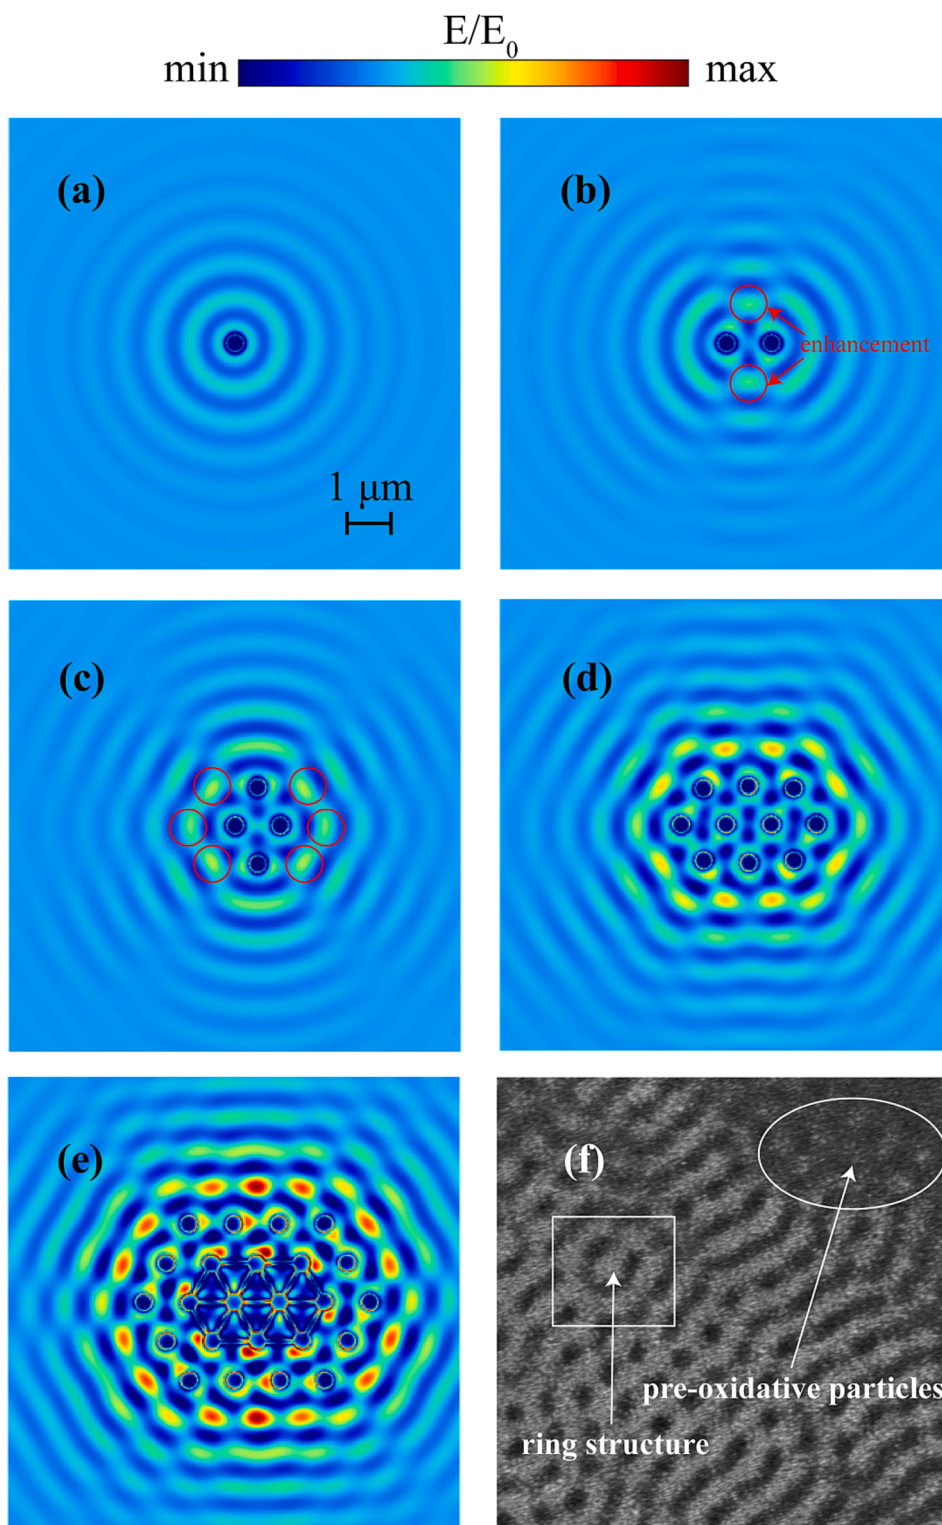 E/E₀
min max
(a)
(b)
enhancement
1 μm
(c)
(d)
(e)
(f)
pre-oxidative particles
ring structure